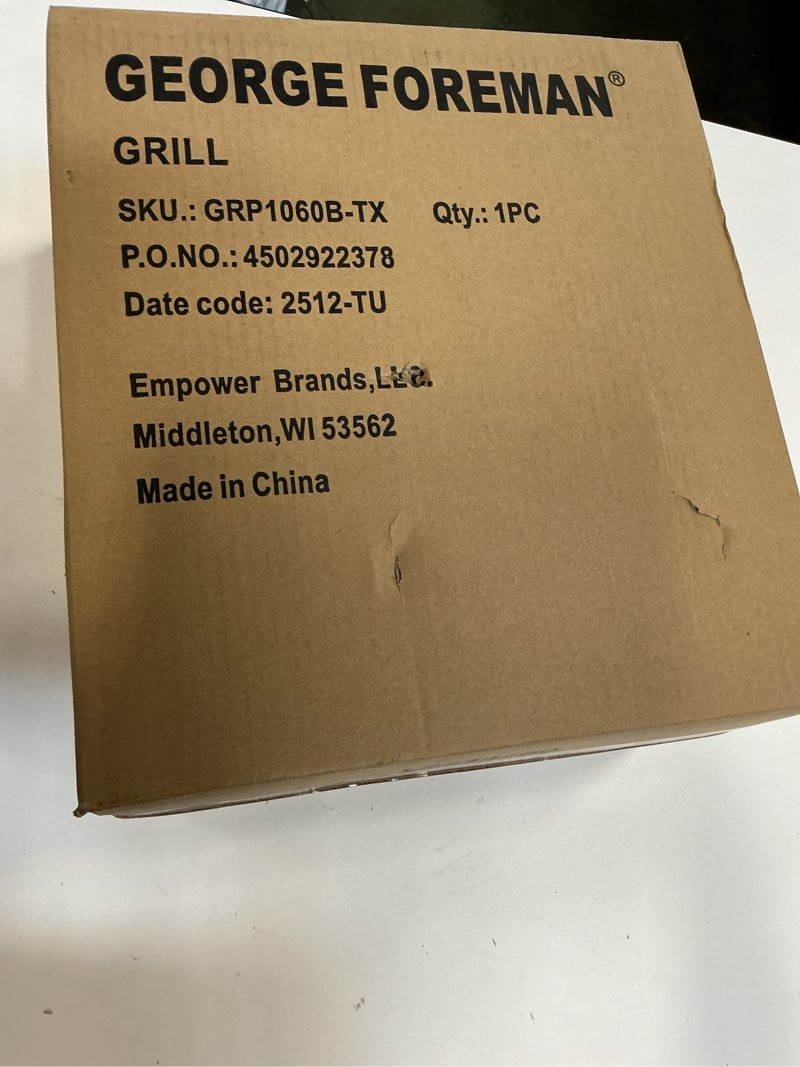 GEORGE FOREMAN®
GRILL
SKU.: GRP1060B-TX Qty.: 1PC
P.O.NO.: 4502922378
Date code: 2512-TU
Empower Brands,LLC.
Middleton,WI 53562
Made in China